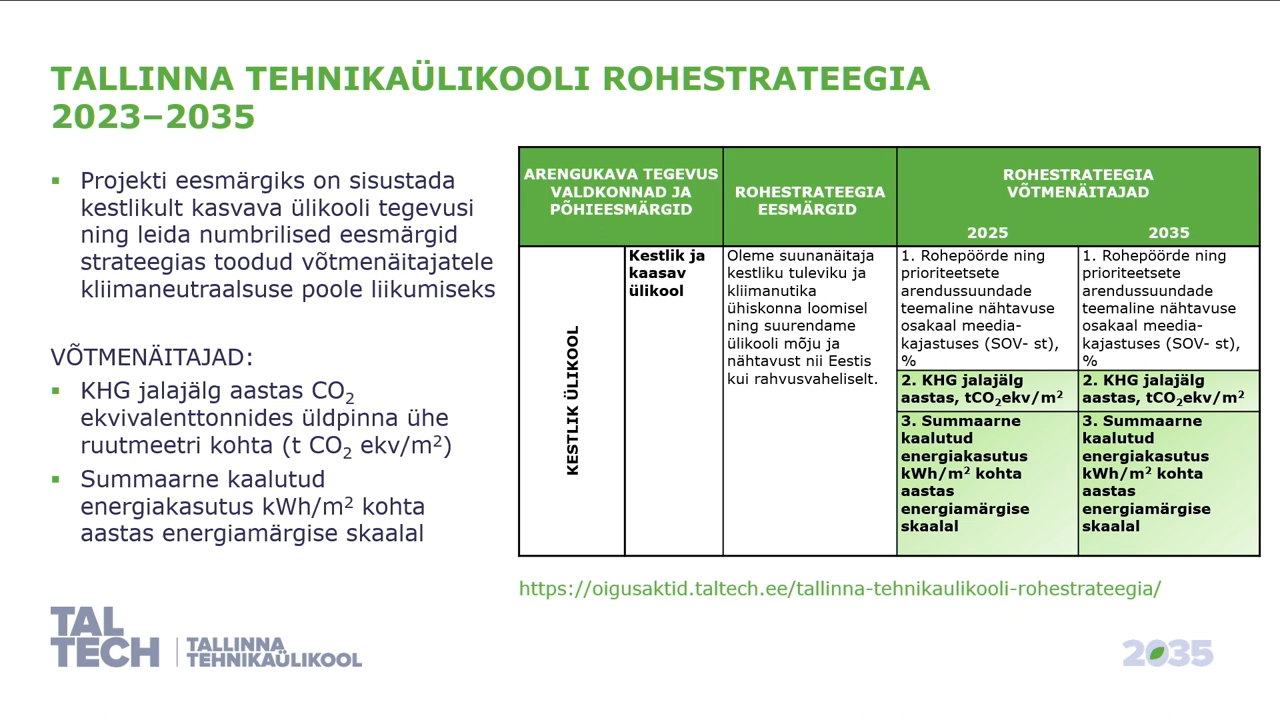 TALLINNA TEHNIKAÜLIKOOLI ROHESTRATEEGIA
2023–2035
▪ Projekti eesmärgiks on sisustada
kestlikult kasvava ülikooli tegevusi
ning leida numbrilised eesmärgid
strateegias toodud võtmenäitajatele
kliimaneutraalsuse poole liikumiseks
VÕTMENÄITAJAD:
▪ KHG jalajälg aastas CO₂
ekvivalenttonnides üldpinna ühe
ruutmeetri kohta (t CO₂ ekv/m²)
▪ Summaarne kaalutud
energiakasutus kWh/m² kohta
aastas energiamärgise skaalal
ARENGUKAVA TEGEVUS
VALDKONNAD JA
PÕHIEESMÄRGID
ROHESTRATEEGIA
EESMÄRGID
ROHESTRATEEGIA
VÕTMENÄITAJAD
2025
2035
KESTLIK ÜLIKOOL
Kestlik ja
kaasav
ülikool
Oleme suunanäitaja
kestliku tuleviku ja
kliimanutika
ühiskonna loomisel
ning suurendame
ülikooli mõju ja
nähtavust nii Eestis
kui rahvusvaheliselt.
1. Rohepöörde ning
prioriteetsete
arendussuundade
teemaline nähtavuse
osakaal meedia-
kajastuses (SOV- st),
%
1. Rohepöörde ning
prioriteetsete
arendussuundade
teemaline nähtavuse
osakaal meedia-
kajastuses (SOV- st),
%
2. KHG jalajälg
aastas, tCO₂ekv/m²
2. KHG jalajälg
aastas, tCO₂ekv/m²
3. Summaarne
kaalutud
energiakasutus
kWh/m² kohta
aastas
energiamärgise
skaalal
3. Summaarne
kaalutud
energiakasutus
kWh/m² kohta
aastas
energiamärgise
skaalal
https://oigusaktid.taltech.ee/tallinna-tehnikaulikooli-rohestrateegia/
TAL
TECH
TALLINNA
TEHNIKAÜLIKOOL
2035